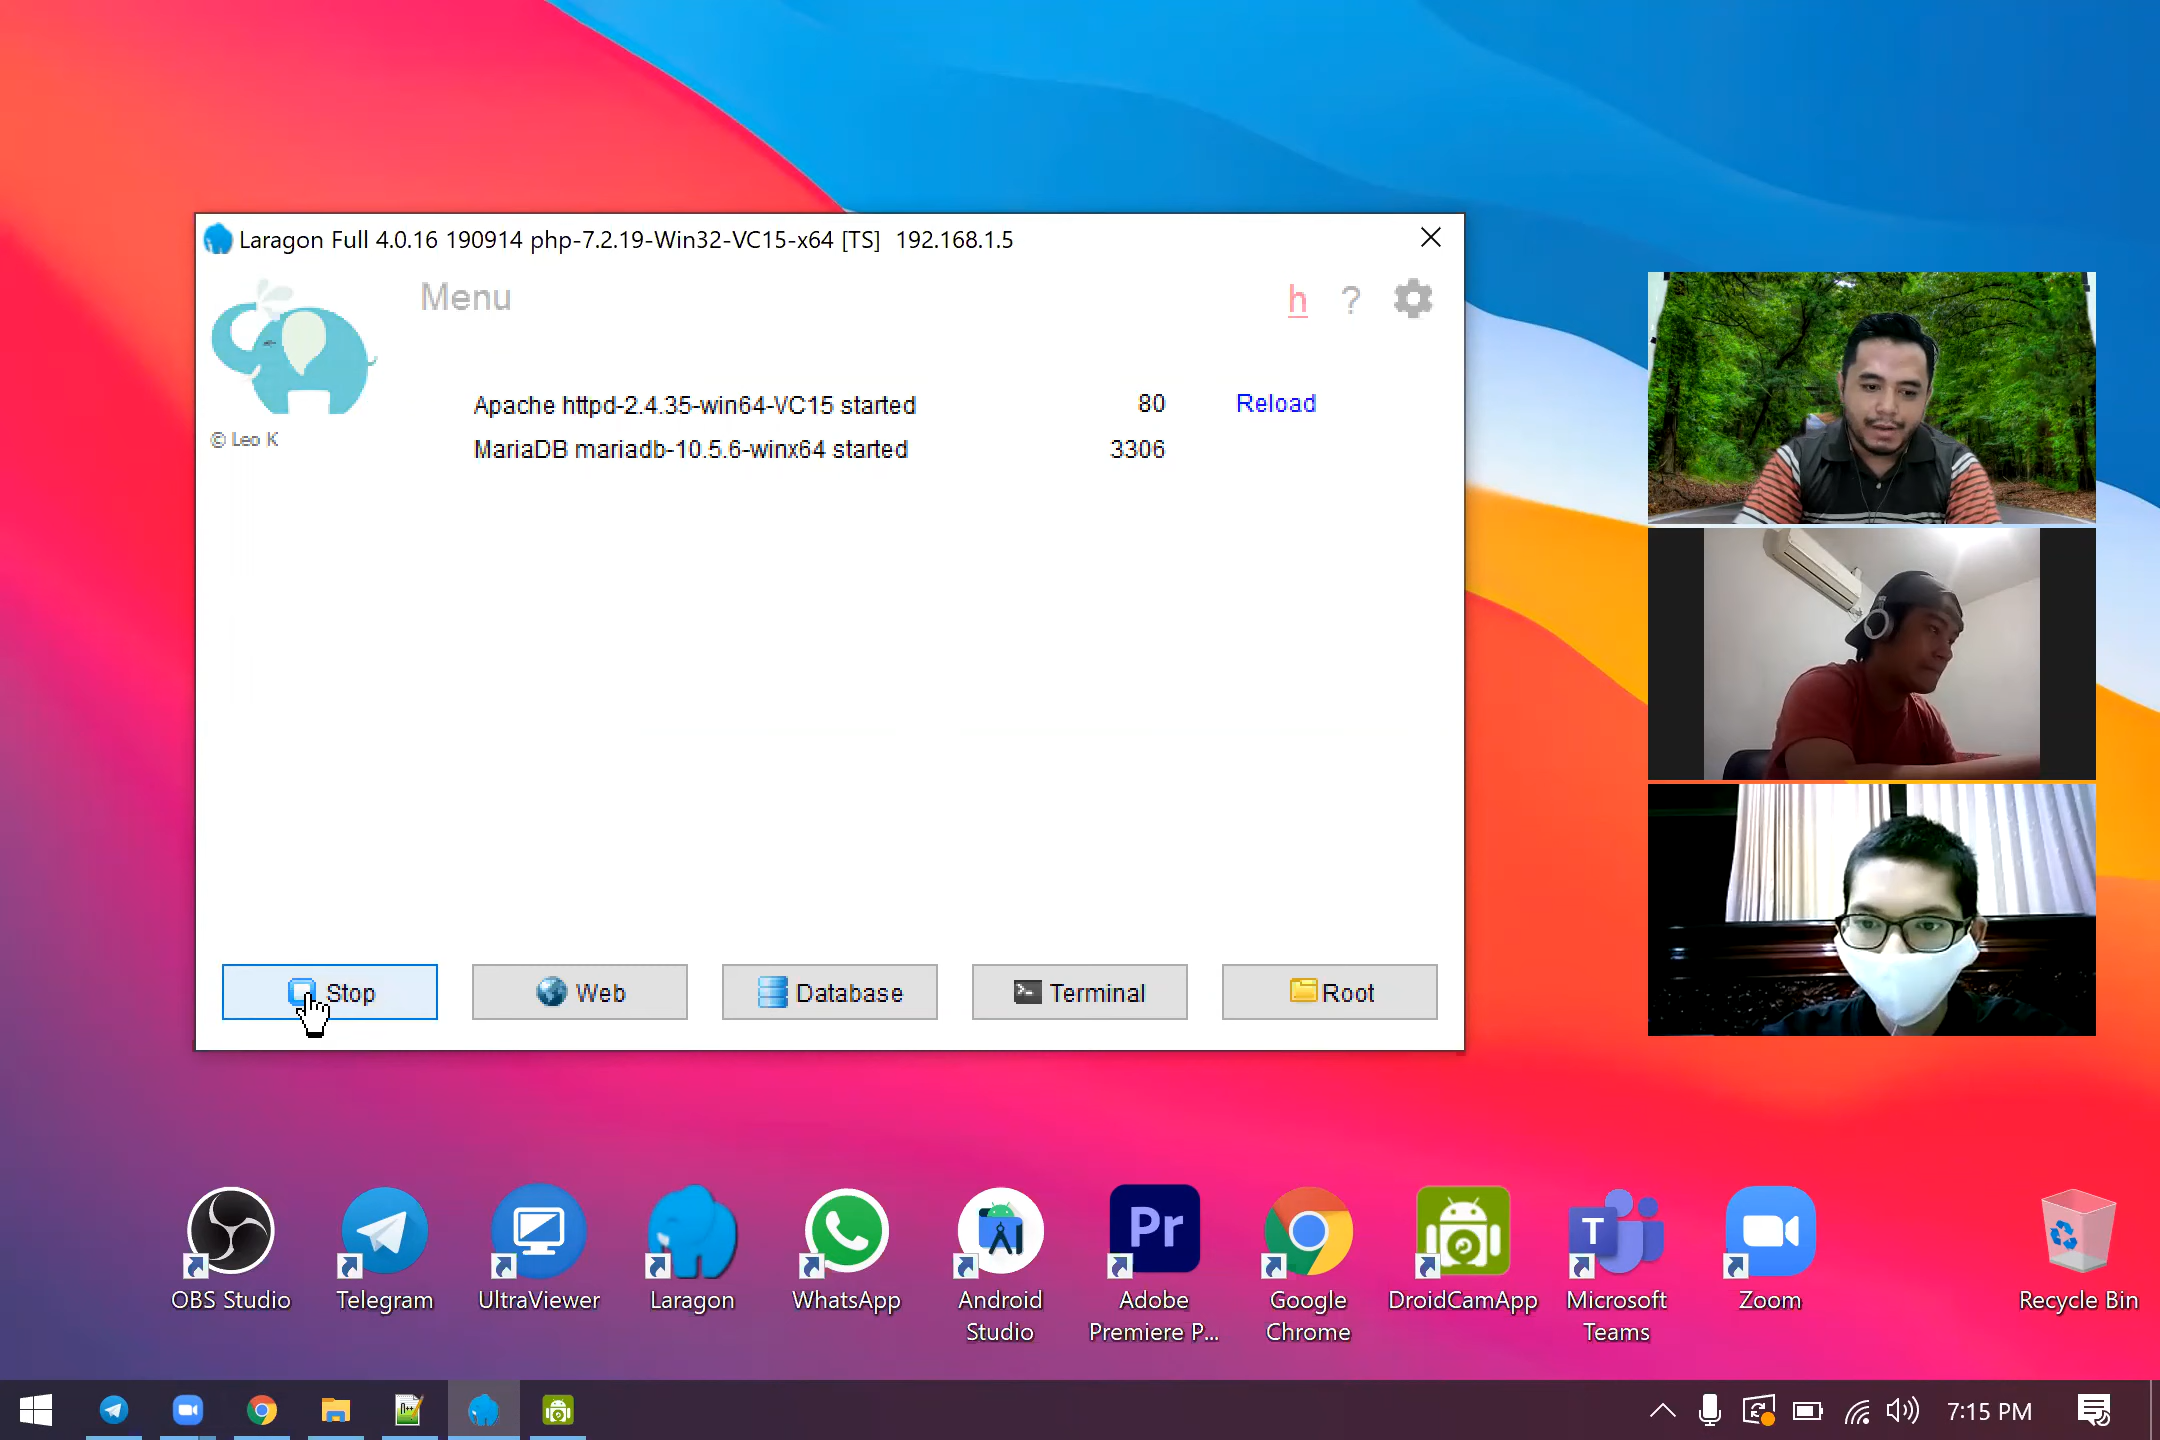 Laragon Full 4.0.16 190914 php-7.2.19-Win32-VC15-x64 [TS] 192.168.1.5
Menu
h ?
© Leo K
Apache httpd-2.4.35-win64-VC15 started 80 Reload
MariaDB mariadb-10.5.6-winx64 started 3306
Stop
Web
Database
Terminal
Root
OBS Studio
Telegram
UltraViewer
Laragon
WhatsApp
Android
Studio
Pr
Adobe
Premiere P...
Google
Chrome
DroidCamApp
T
Microsoft
Teams
Zoom
Recycle Bin
7:15 PM